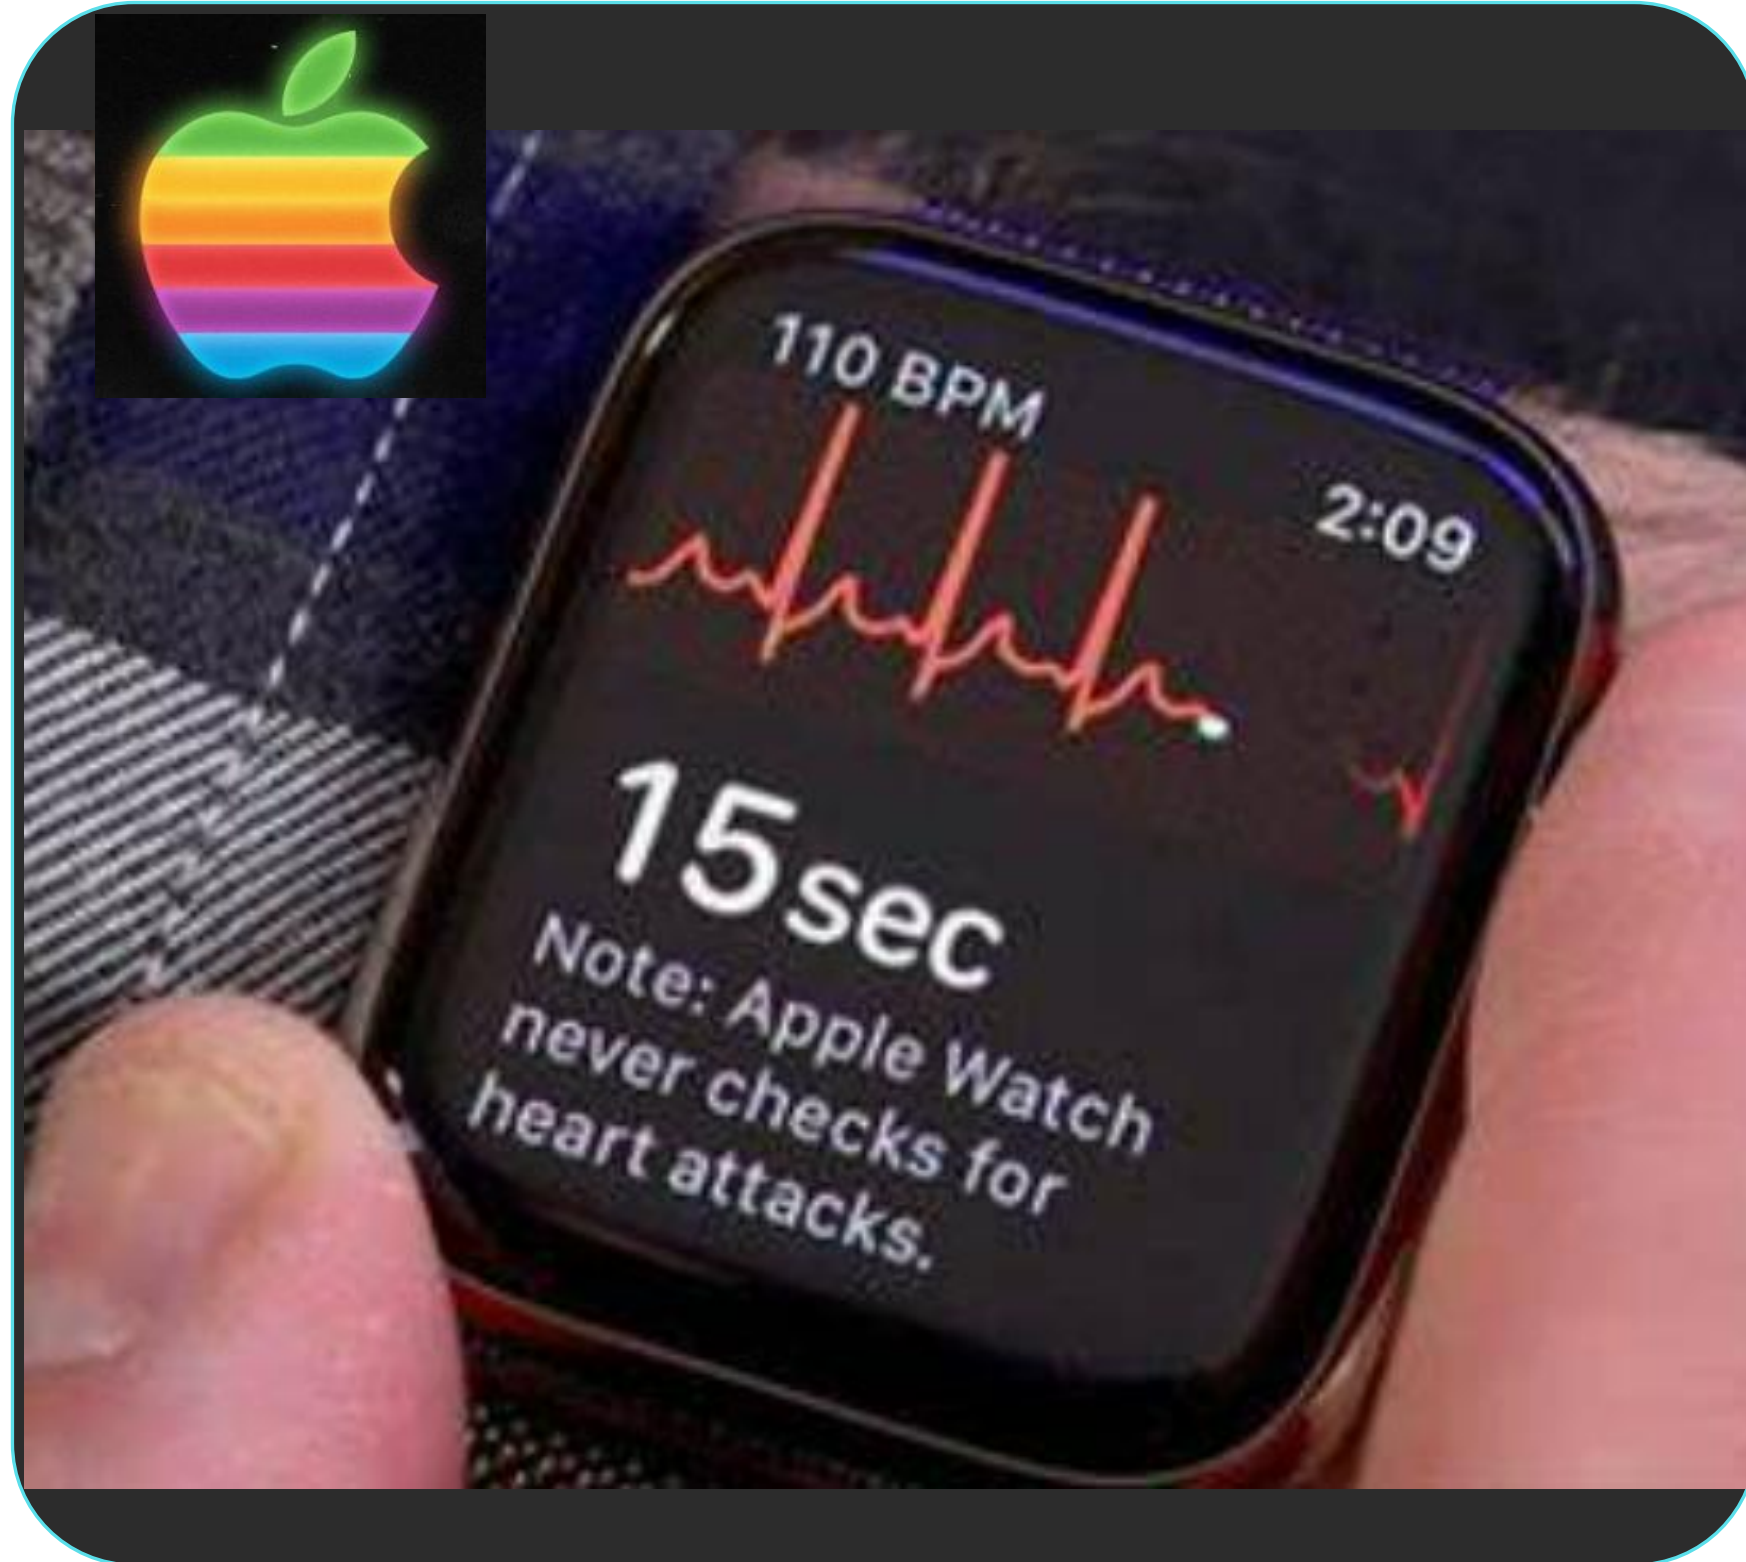 110 BPM
2:09
15sec
Note: Apple Watch
never checks for
heart attacks.